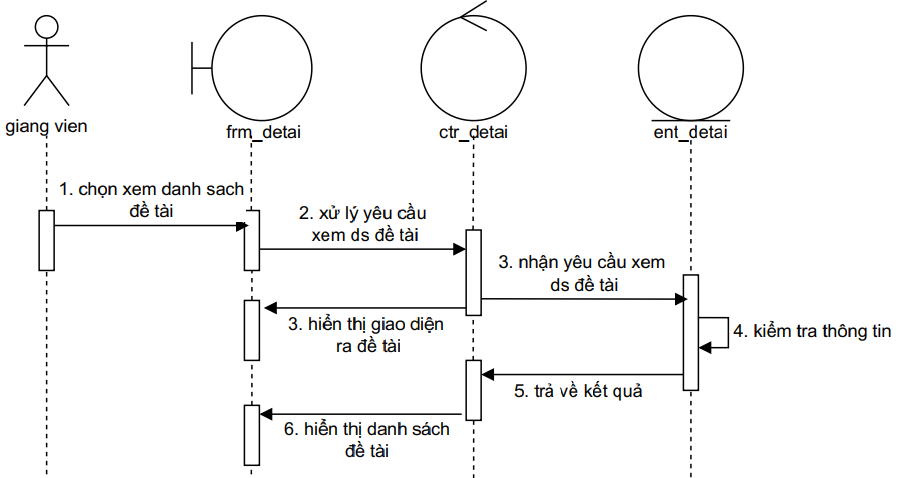 giang vien
frm_detai
ctr_detai
ent_detai
1. chọn xem danh sach
đề tài
2. xử lý yêu cầu
xem ds đề tài
3. nhận yêu cầu xem
ds đề tài
3. hiển thị giao diện
ra đề tài
4. kiểm tra thông tin
5. trả về kết quả
6. hiển thị danh sách
đề tài